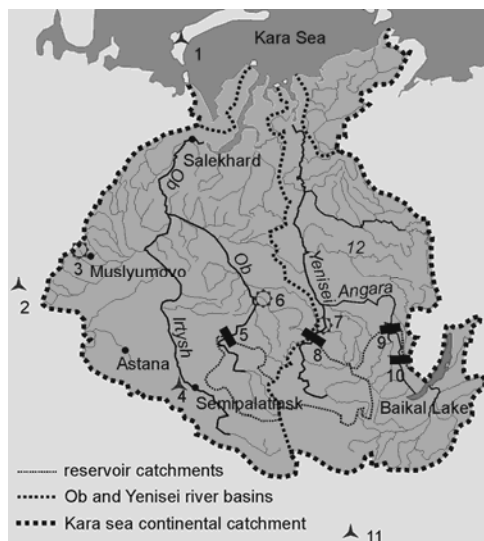 Kara Sea
1
Salekhard
Ob
12
Ob
Yenisei
3
Muslyumovo
Angara
2
6
Irtysh
7
5
8
9
Astana
10
4
Semipalatinsk
Baikal Lake
reservoir catchments
Ob and Yenisei river basins
Kara sea continental catchment
11